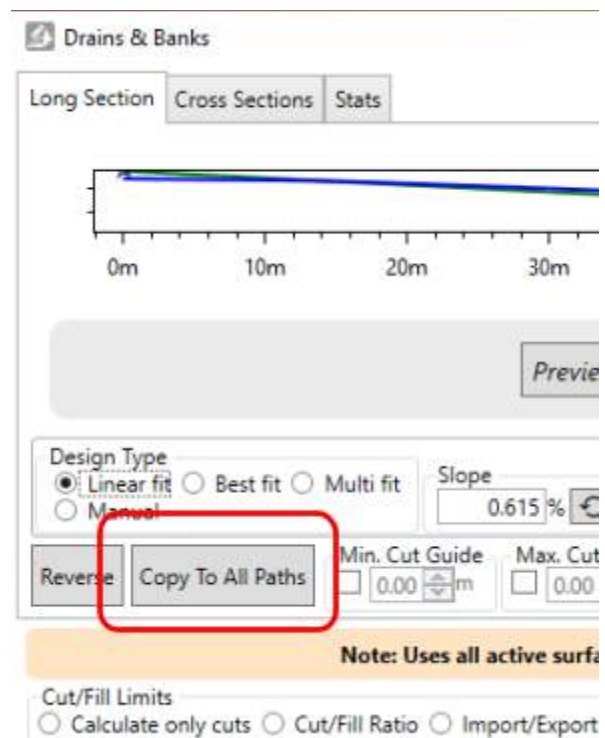 Drains & Banks
Long Section Cross Sections Stats
0m 10m 20m 30m
Previe
Design Type
Linear fit Best fit Multi fit
Manual
Slope
0.615 %
Reverse Copy To All Paths
Min. Cut Guide Max. Cut
0.00 m 0.00
Note: Uses all active surfa
Cut/Fill Limits
Calculate only cuts Cut/Fill Ratio Import/Export